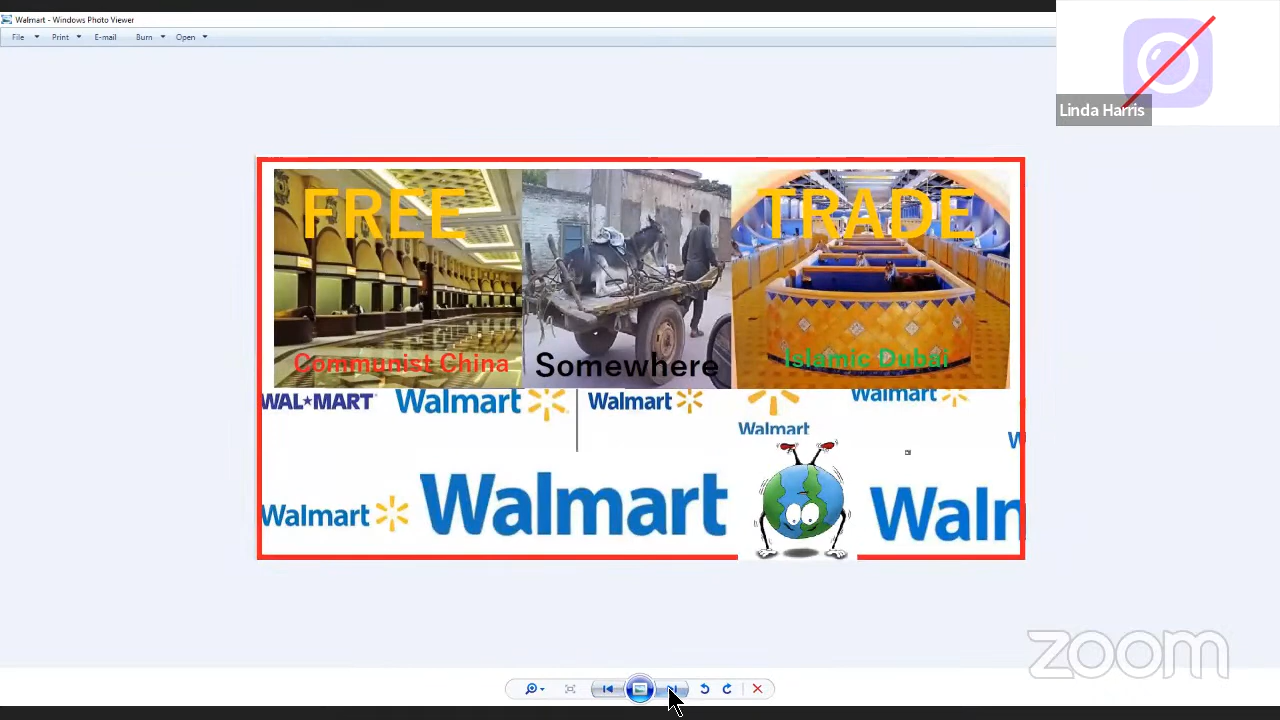 Walmart - Windows Photo Viewer
File Print E-mail Burn Open
Linda Harris
FREE TRADE
Communist China Somewhere Islamic Dubai
WAL★MART Walmart Walmart Walmart Walmart
Walmart Walmart
zoom